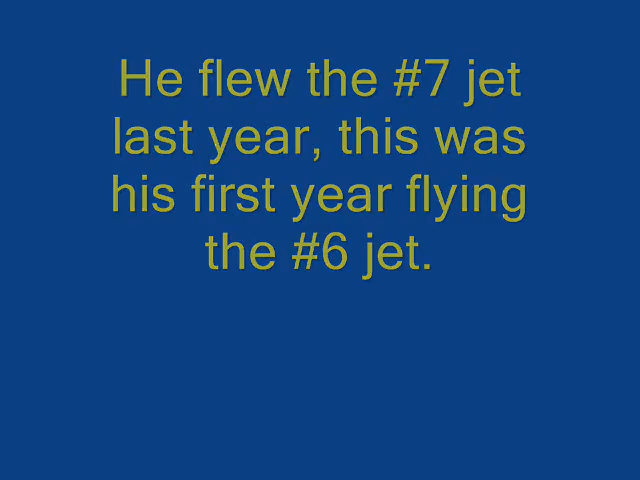 He flew the #7 jet
last year, this was
his first year flying
the #6 jet.